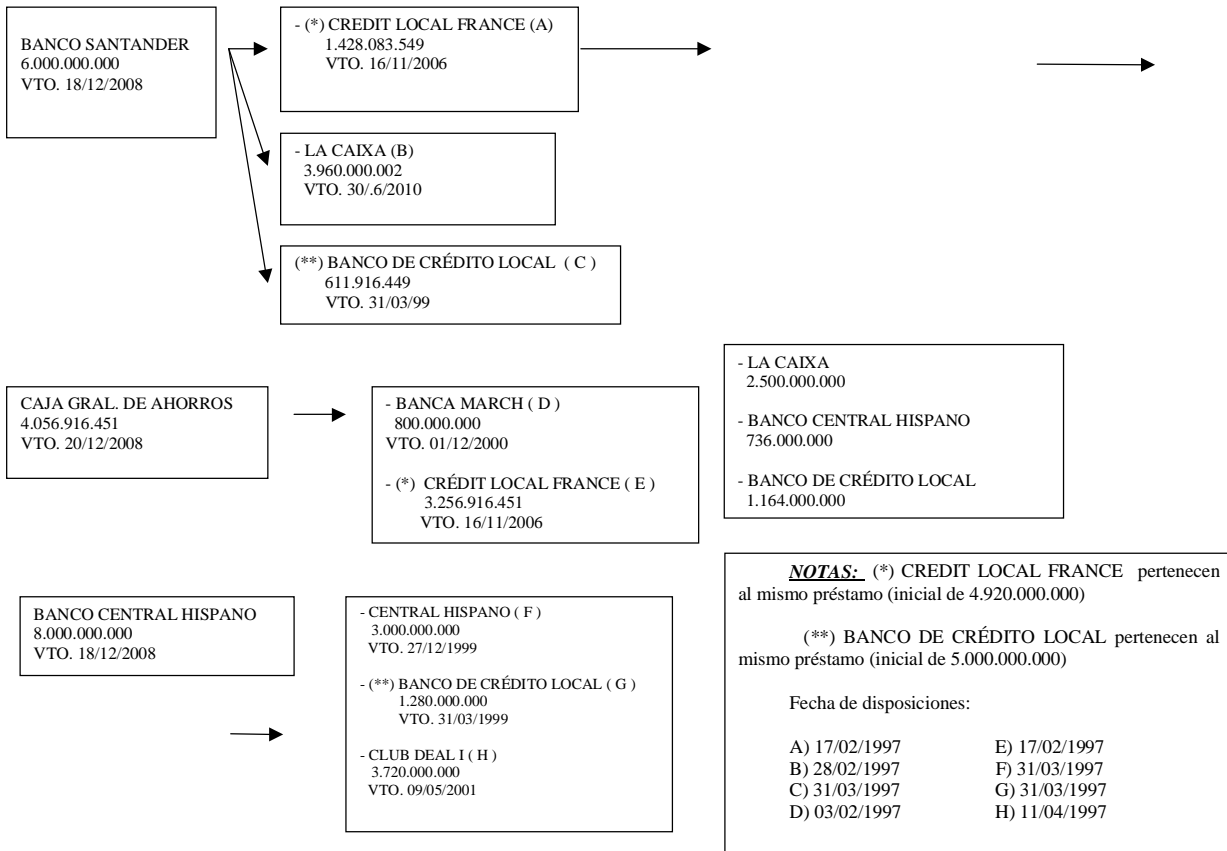 BANCO SANTANDER
6.000.000.000
VTO. 18/12/2008
- (*) CREDIT LOCAL FRANCE (A)
1.428.083.549
VTO. 16/11/2006
- LA CAIXA (B)
3.960.000.002
VTO. 30/.6/2010
(**) BANCO DE CRÉDITO LOCAL ( C )
611.916.449
VTO. 31/03/99
CAJA GRAL. DE AHORROS
4.056.916.451
VTO. 20/12/2008
- BANCA MARCH ( D )
800.000.000
VTO. 01/12/2000
- (*) CRÉDIT LOCAL FRANCE ( E )
3.256.916.451
VTO. 16/11/2006
- LA CAIXA
2.500.000.000
- BANCO CENTRAL HISPANO
736.000.000
- BANCO DE CRÉDITO LOCAL
1.164.000.000
BANCO CENTRAL HISPANO
8.000.000.000
VTO. 18/12/2008
- CENTRAL HISPANO ( F )
3.000.000.000
VTO. 27/12/1999
- (**) BANCO DE CRÉDITO LOCAL ( G )
1.280.000.000
VTO. 31/03/1999
- CLUB DEAL I ( H )
3.720.000.000
VTO. 09/05/2001
NOTAS: (*) CREDIT LOCAL FRANCE pertenecen
al mismo préstamo (inicial de 4.920.000.000)
(**) BANCO DE CRÉDITO LOCAL pertenecen al
mismo préstamo (inicial de 5.000.000.000)
Fecha de disposiciones:
A) 17/02/1997 E) 17/02/1997
B) 28/02/1997 F) 31/03/1997
C) 31/03/1997 G) 31/03/1997
D) 03/02/1997 H) 11/04/1997